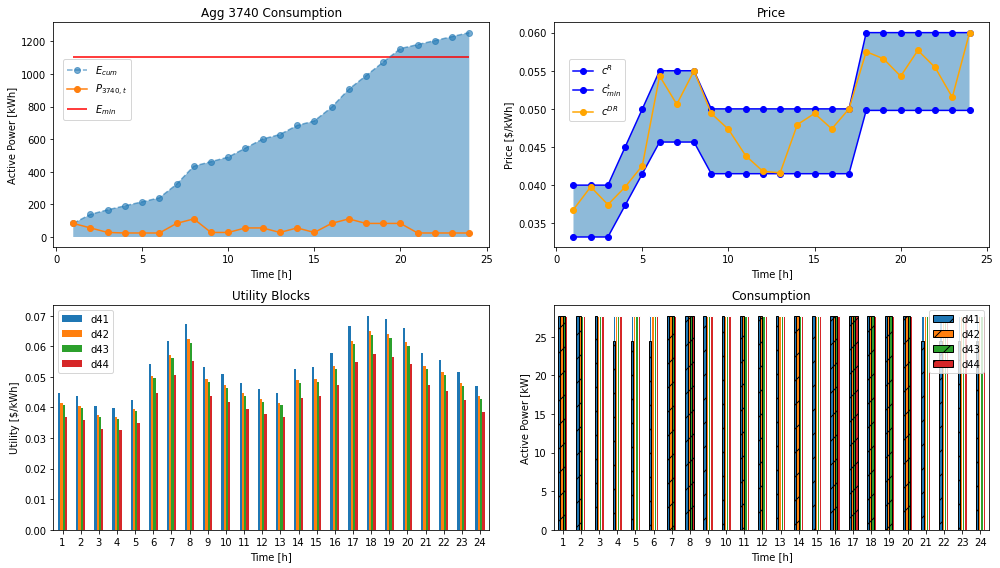 Agg 3740 Consumption
Active Power [kWh]
1200
1000
800
600
400
200
0
E_cum
P_3740,t
E_min
0 5 10 15 20 25
Time [h]
Price
Price [$/kWh]
0.060
0.055
0.050
0.045
0.040
0.035
c^R
c^t_min
c^DR
0 5 10 15 20 25
Time [h]
Utility Blocks
Utility [$/kWh]
0.07
0.06
0.05
0.04
0.03
0.02
0.01
0.00
d41
d42
d43
d44
1 2 3 4 5 6 7 8 9 10 11 12 13 14 15 16 17 18 19 20 21 22 23 24
Time [h]
Consumption
Active Power [kW]
25
20
15
10
5
0
d41
d42
d43
d44
1 2 3 4 5 6 7 8 9 10 11 12 13 14 15 16 17 18 19 20 21 22 23 24
Time [h]